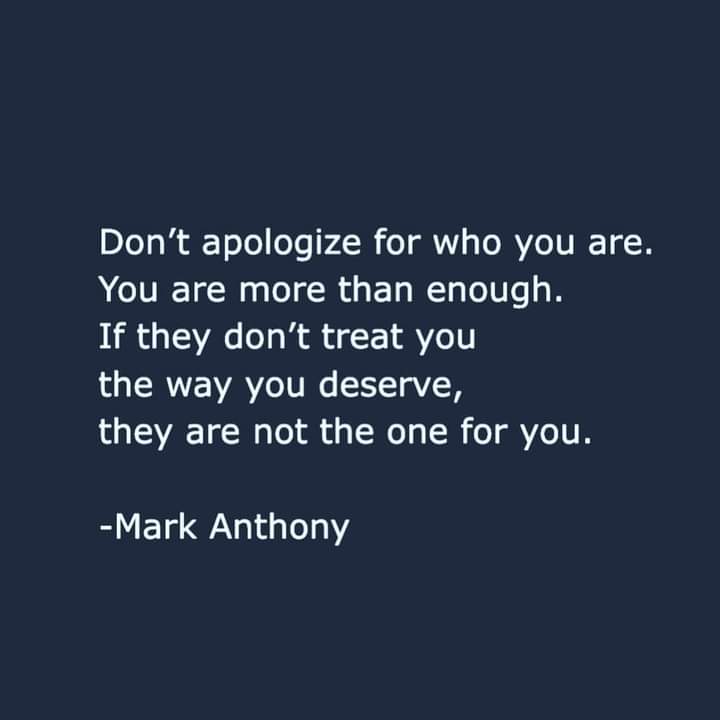 Don’t apologize for who you are.
You are more than enough.
If they don’t treat you
the way you deserve,
they are not the one for you.
-Mark Anthony